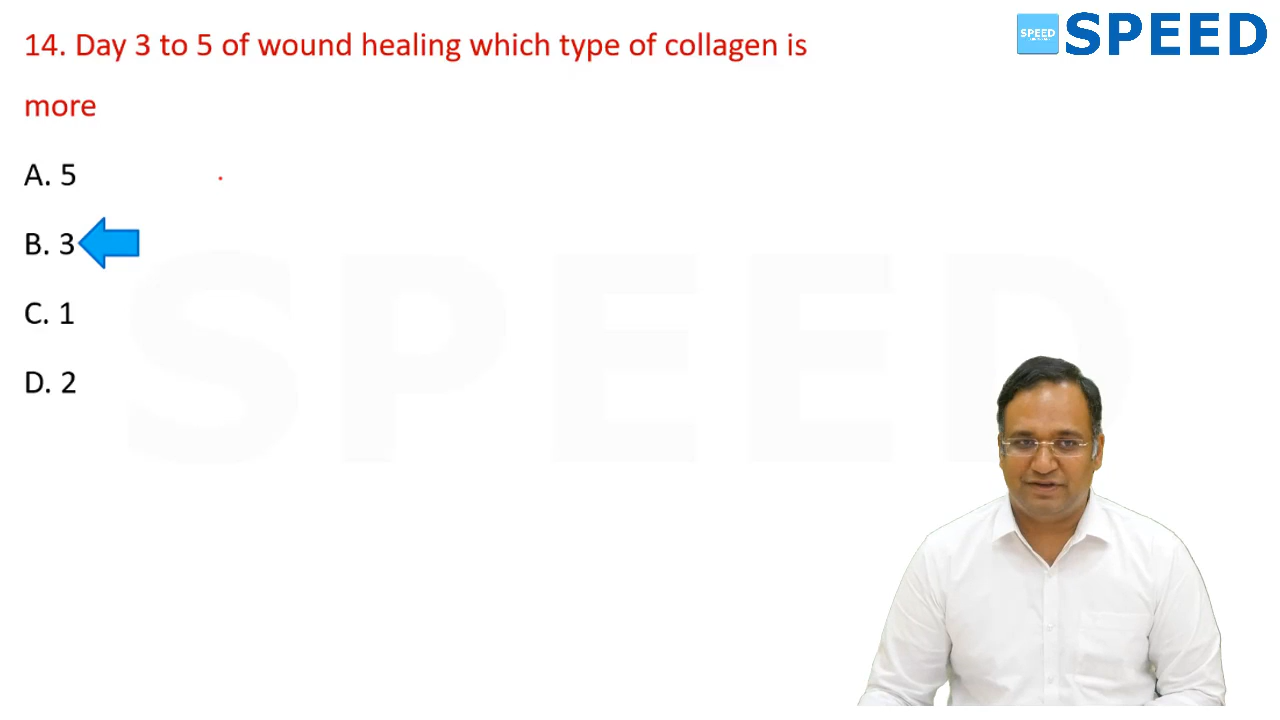 14. Day 3 to 5 of wound healing which type of collagen is
more
A. 5
B. 3
C. 1
D. 2
SPEED
SPEED
SPEED